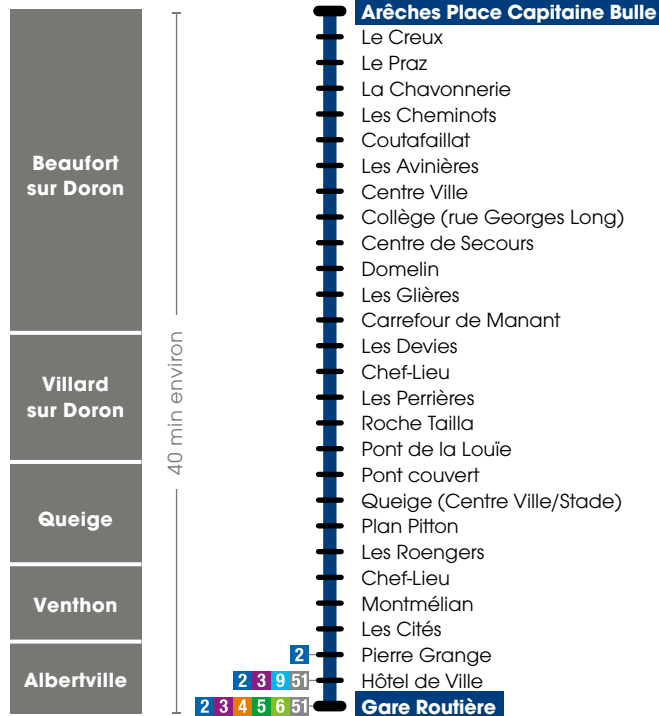 Arêches Place Capitaine Bulle
Le Creux
Le Praz
La Chavonnerie
Les Cheminots
Coutafaillat
Beaufort
sur Doron
Les Avinières
Centre Ville
Collège (rue Georges Long)
Centre de Secours
Domelin
Les Glières
Carrefour de Manant
40 min environ
Villard
sur Doron
Les Devies
Chef-Lieu
Les Perrières
Roche Tailla
Pont de la Louïe
Queige
Pont couvert
Queige (Centre Ville/Stade)
Plan Pitton
Les Roengers
Venthon
Chef-Lieu
Montmélian
Les Cités
Albertville
2 Pierre Grange
2 3 9 51 Hôtel de Ville
2 3 4 5 6 51 Gare Routière